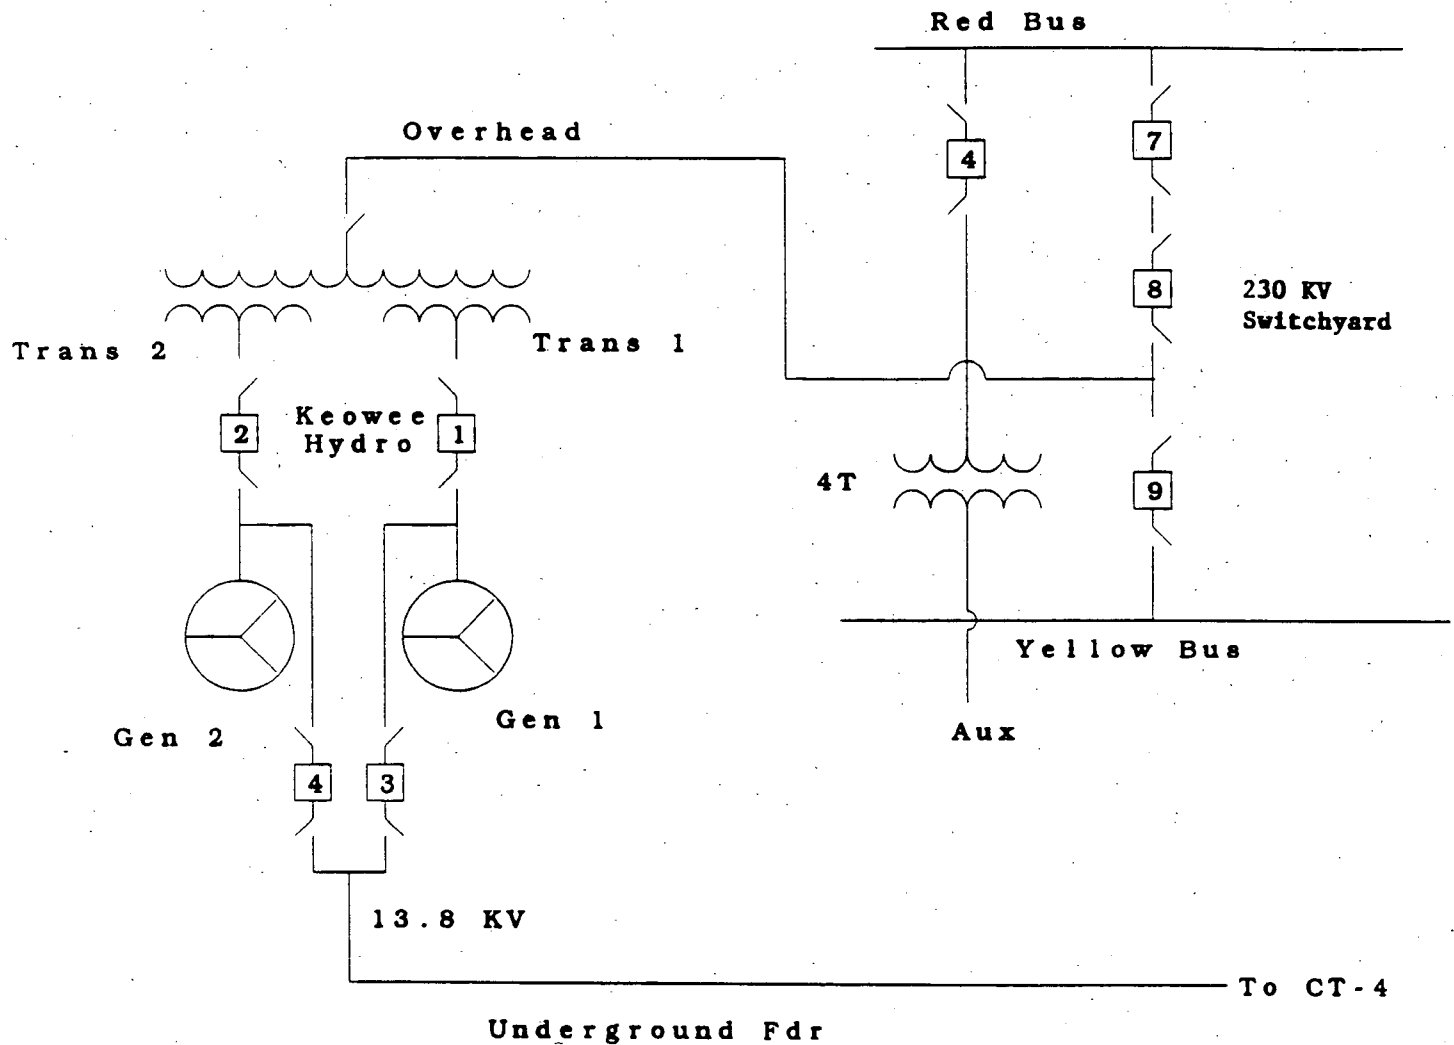 Red Bus
Overhead
4
7
8
230 KV
Switchyard
Trans 2
Trans 1
Keowee
Hydro
2
1
4T
9
Yellow Bus
Gen 2
Gen 1
Aux
4
3
13.8 KV
To CT-4
Underground Fdr